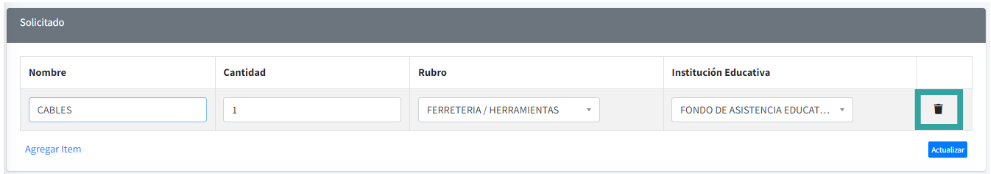 Solicitado
Nombre Cantidad Rubro Institución Educativa
CABLES 1 FERRETERIA / HERRAMIENTAS FONDO DE ASISTENCIA EDUCAT...
Agregar Item Actualizar